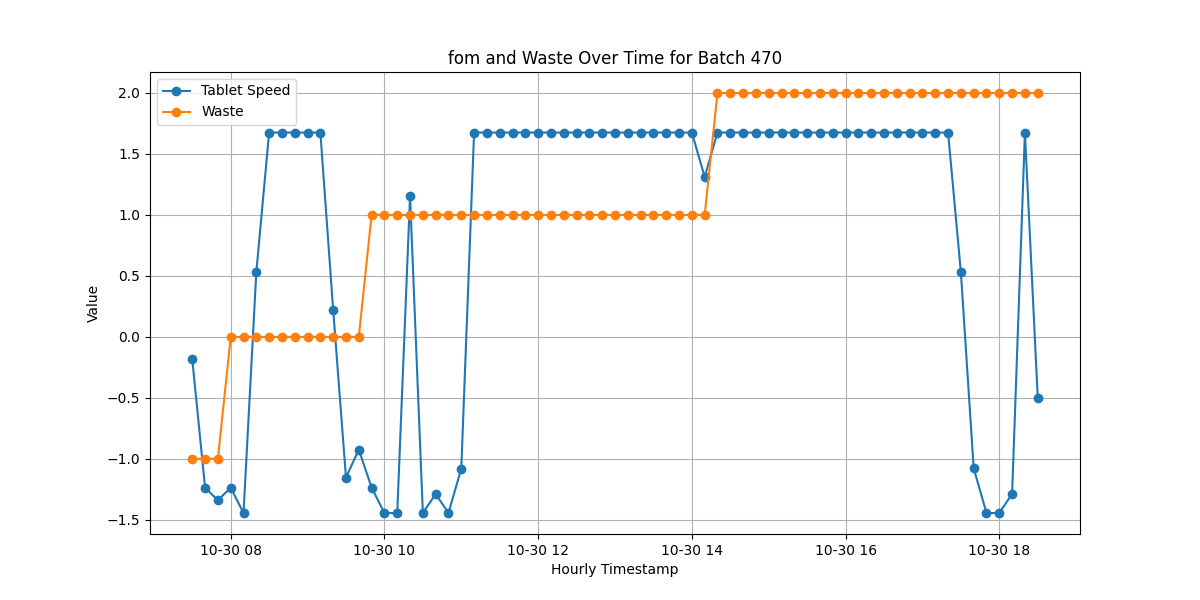 fom and Waste Over Time for Batch 470
Tablet Speed
Waste
2.0
1.5
1.0
0.5
0.0
−0.5
−1.0
−1.5
Value
10-30 08
10-30 10
10-30 12
10-30 14
10-30 16
10-30 18
Hourly Timestamp